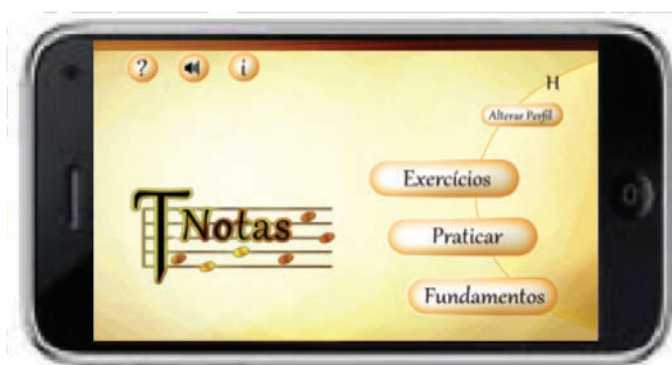 ?
i
H
Alterar Perfil
Exercícios
TNotas
Praticar
Fundamentos